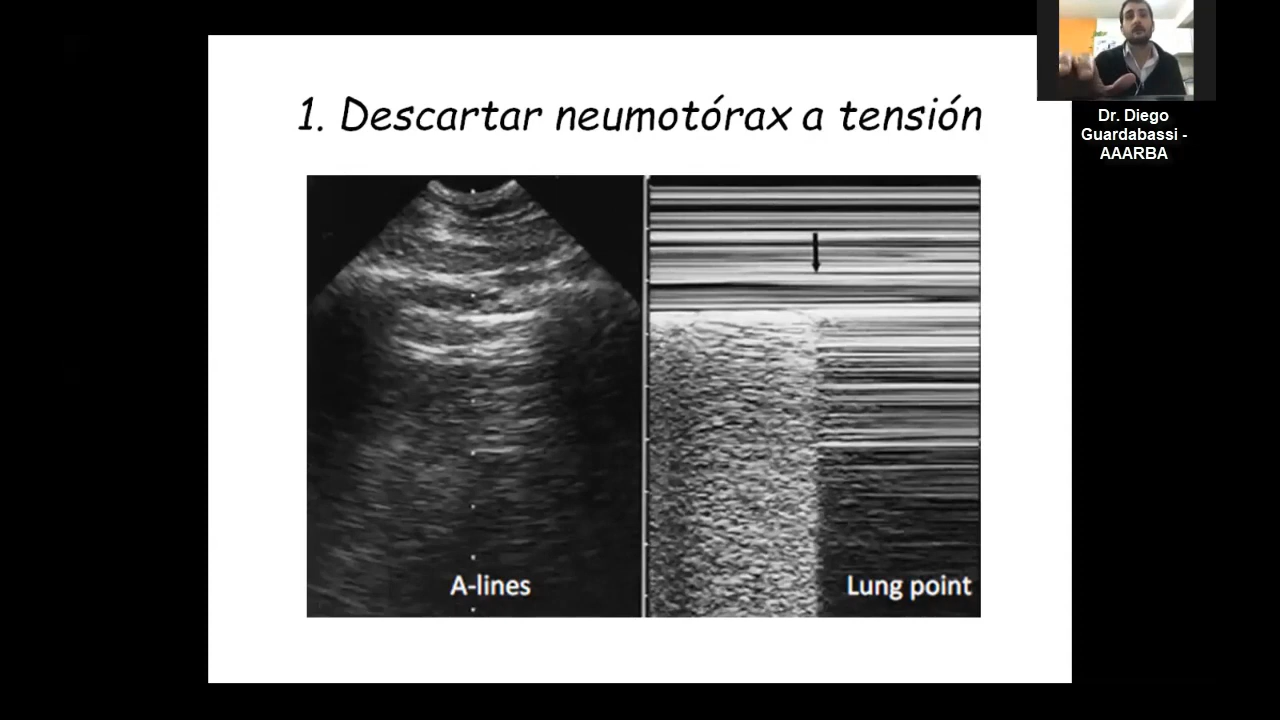 1. Descartar neumotórax a tensión
A-lines
Lung point
Dr. Diego
Guardabassi -
AAARBA